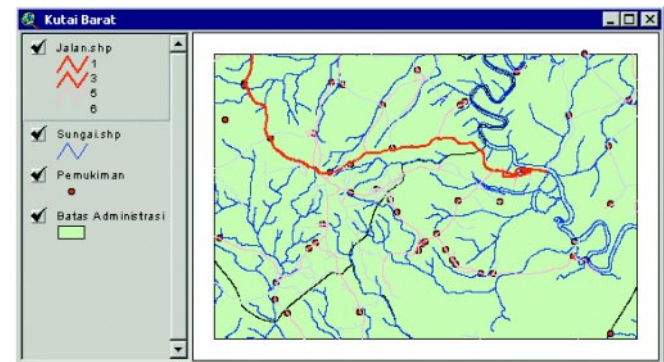 Kutai Barat
Jalan.shp
1
3
5
6
Sungai.shp
Pemukiman
Batas Administrasi